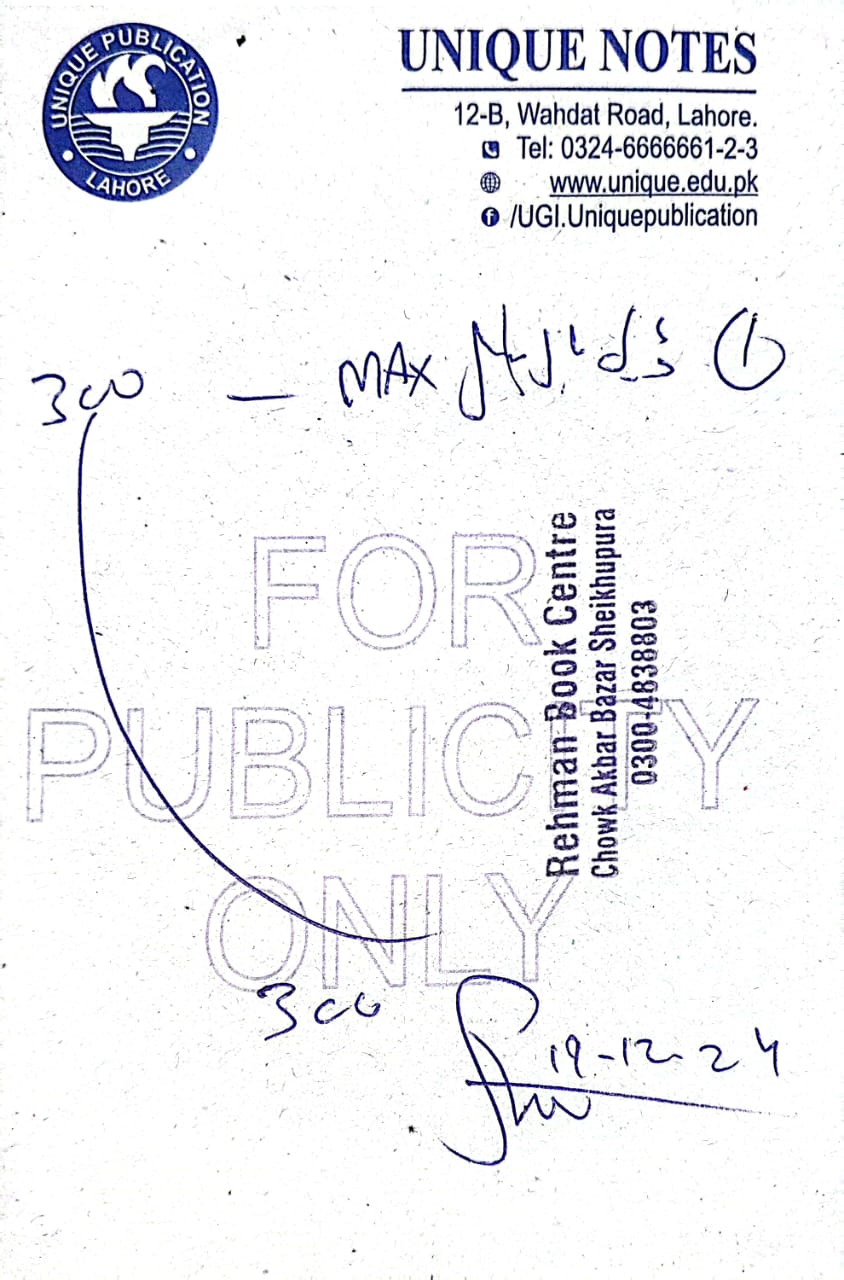 UNIQUE PUBLICATION
LAHORE
UNIQUE NOTES
12-B, Wahdat Road, Lahore.
Tel: 0324-6666661-2-3
www.unique.edu.pk
/UGI.Uniquepublication
① MAX — 300
FOR
PUBLICITY
ONLY
Rehman Book Centre
Chowk Akbar Bazar Sheikhupura
0300-4838803
300
19-12-24